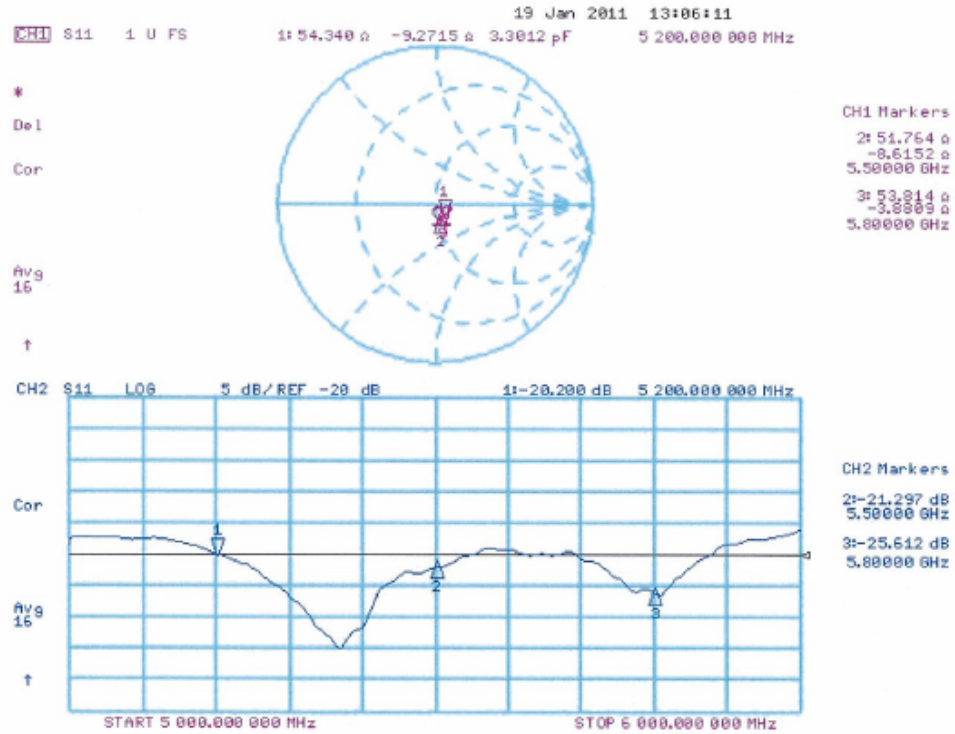 19 Jan 2011 13:06:11
CH1 S11 1 U FS 1: 54.340 Ω -9.2715 Ω 3.3012 pF 5 200.000 000 MHz
*
Del
Cor
Avg
16
↑
CH1 Markers
2: 51.764 Ω
-8.6152 Ω
5.50000 GHz
3: 53.814 Ω
-3.8809 Ω
5.80000 GHz
1
2
CH2 S11 LOG 5 dB/REF -20 dB 1:-20.200 dB 5 200.000 000 MHz
Cor
Avg
16
↑
CH2 Markers
2:-21.297 dB
5.50000 GHz
3:-25.612 dB
5.80000 GHz
1
2
3
START 5 000.000 000 MHz STOP 6 000.000 000 MHz